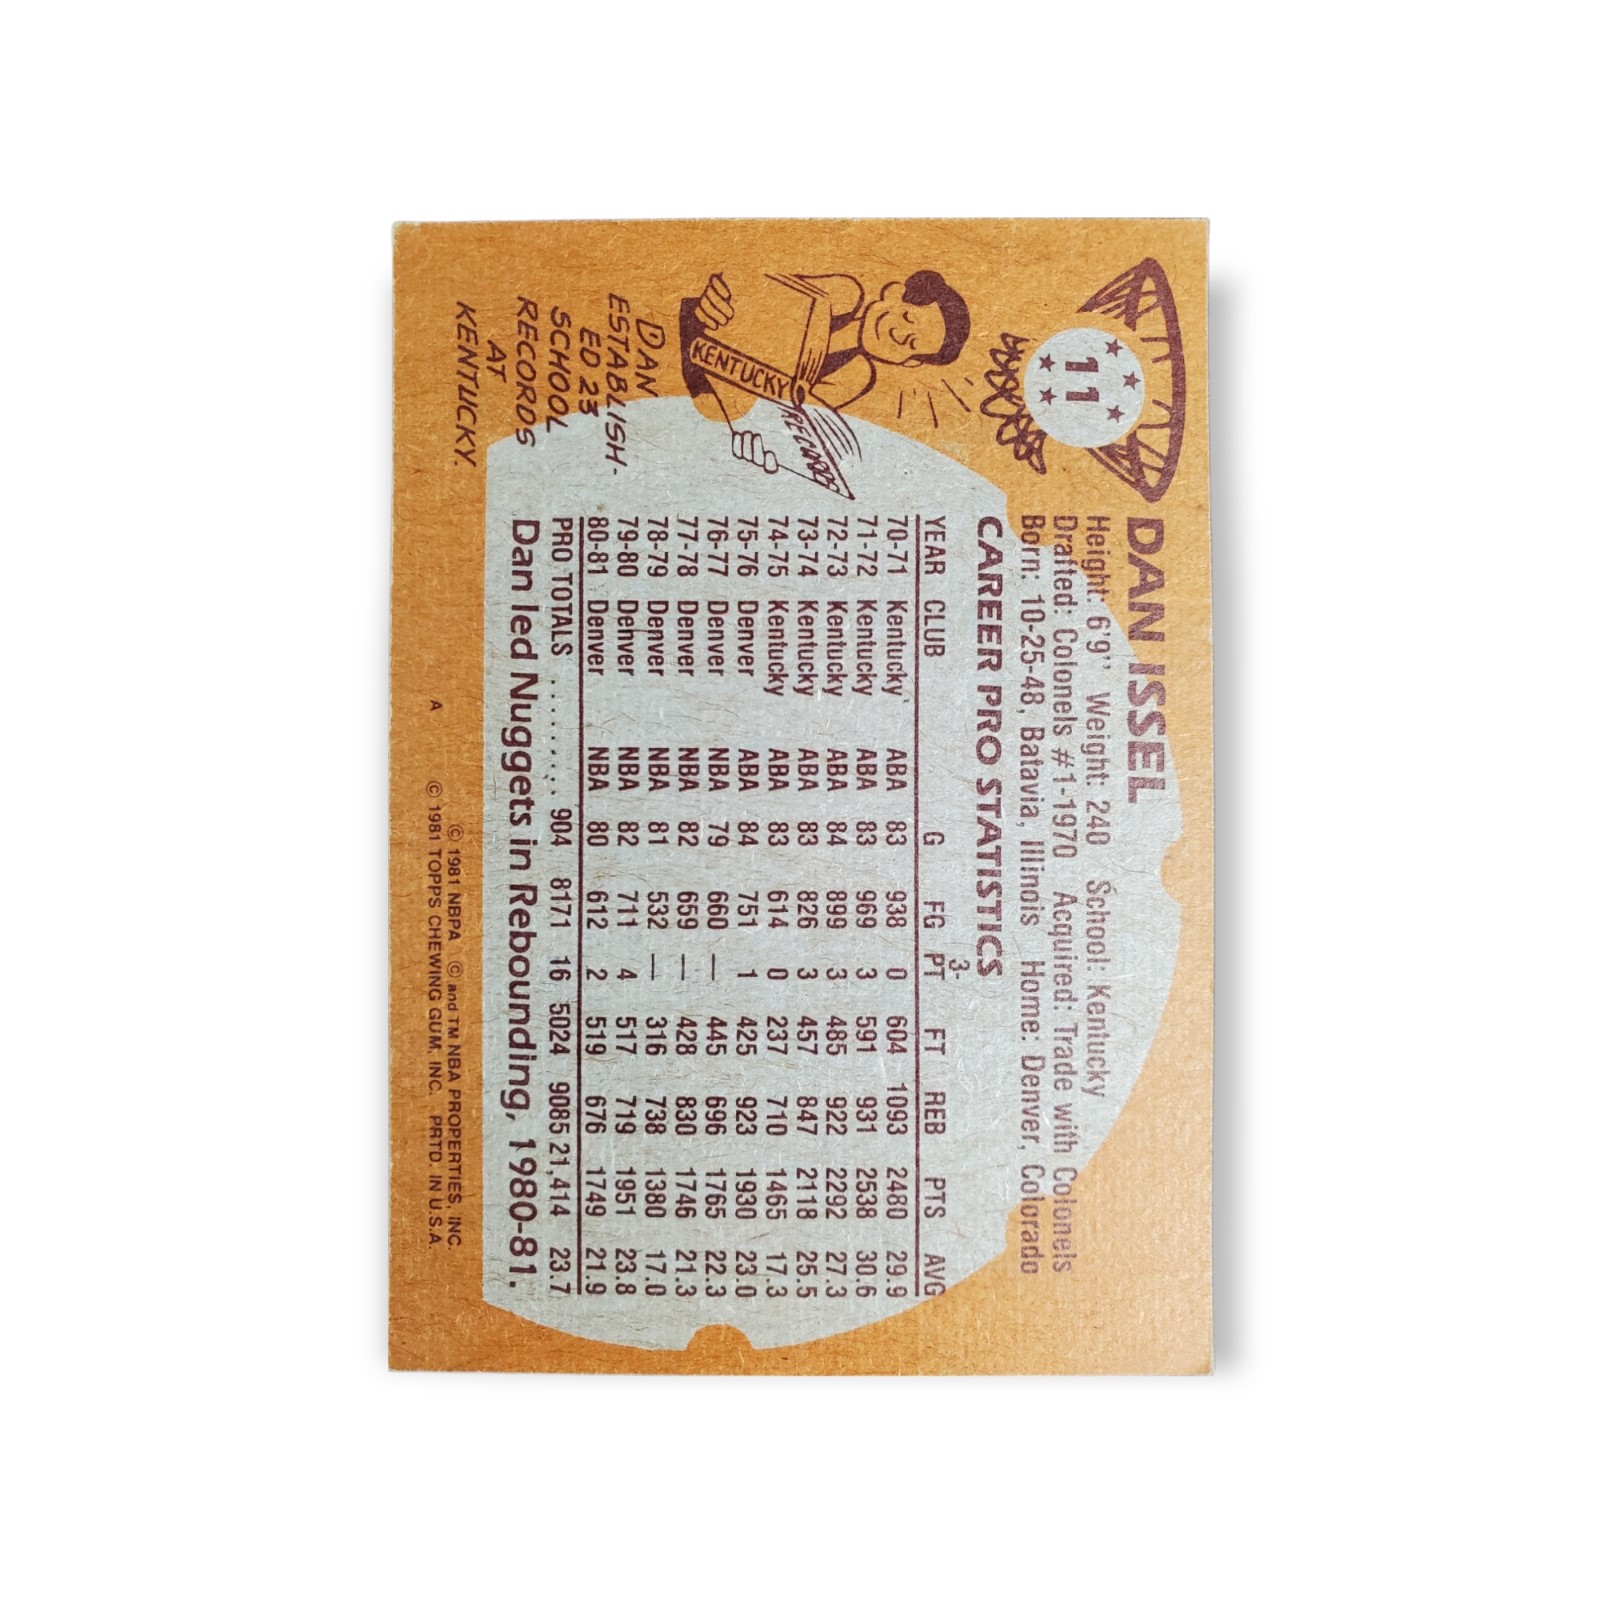 11
DAN ISSEL
Height: 6'9" Weight: 240 School: Kentucky
Drafted: Colonels #1-1970 Acquired: Trade with Colonels
Born: 10-25-48, Batavia, Illinois Home: Denver, Colorado
CAREER PRO STATISTICS
YEAR CLUB G FG 3-PT FT REB PTS AVG
70-71 Kentucky ABA 83 938 0 604 1093 2480 29.9
71-72 Kentucky ABA 83 969 3 591 931 2538 30.6
72-73 Kentucky ABA 84 899 3 485 922 2292 27.3
73-74 Kentucky ABA 83 826 3 457 847 2118 25.5
74-75 Kentucky ABA 83 614 0 237 710 1465 17.3
75-76 Denver ABA 84 751 1 425 923 1930 23.0
76-77 Denver NBA 79 660 — 445 696 1765 22.3
77-78 Denver NBA 82 659 — 428 830 1746 21.3
78-79 Denver NBA 81 532 — 316 738 1380 17.0
79-80 Denver NBA 82 711 4 517 719 1951 23.8
80-81 Denver NBA 80 612 2 519 676 1749 21.9
PRO TOTALS .......... 904 8171 16 5024 9085 21,414 23.7
Dan led Nuggets in Rebounding, 1980-81.
KENTUCKY
RECORDS
DAN
ESTABLISH-
ED 23
SCHOOL
RECORDS
AT
KENTUCKY.
© 1981 NBPA © and TM NBA PROPERTIES, INC.
A © 1981 TOPPS CHEWING GUM, INC. PRTD. IN U.S.A.